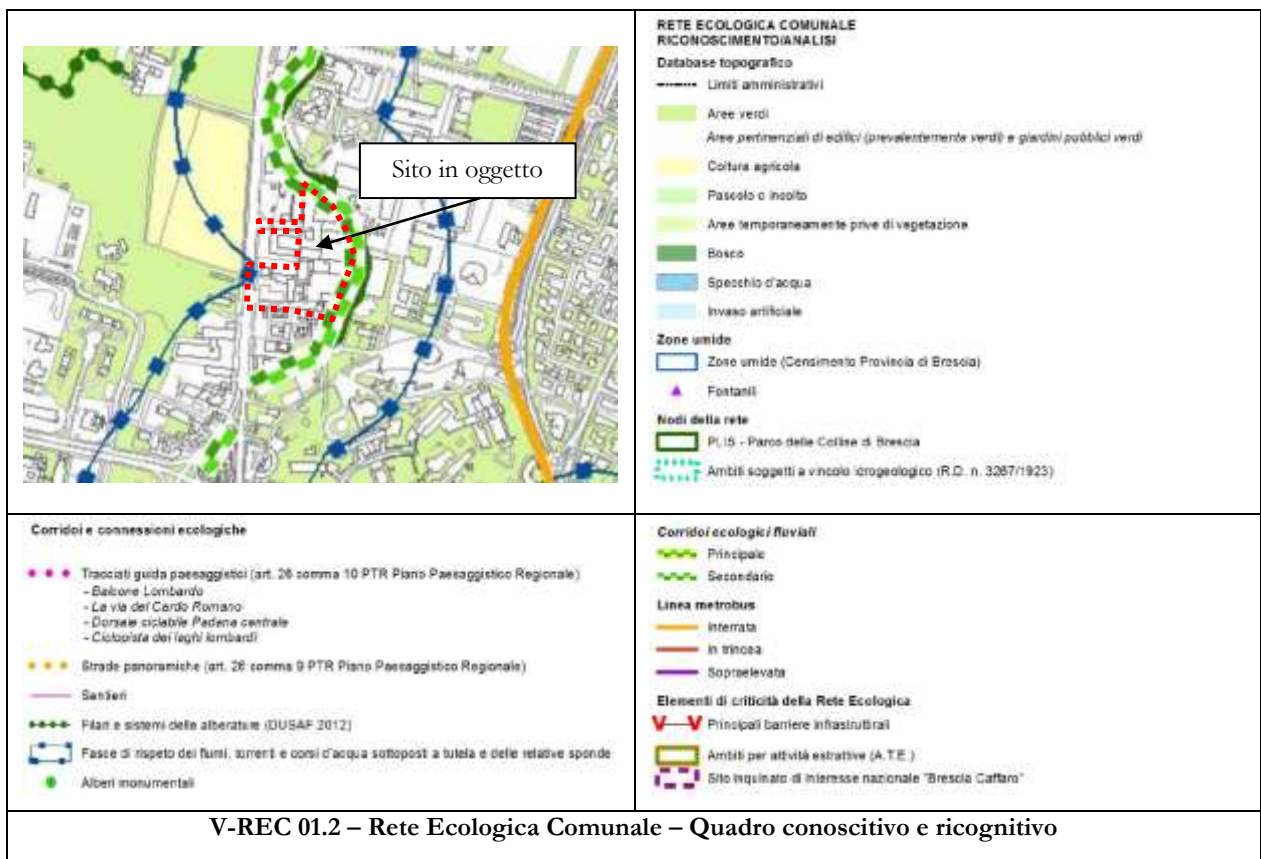 Sito in oggetto
RETE ECOLOGICA COMUNALE
RICONOSCIMENTO/ANALISI
Database topografico
Limiti amministrativi
Aree verdi
Aree pertinenziali di edifici (prevalentemente verdi) e giardini pubblici verdi
Coltura agricola
Pascolo o incolto
Aree temporaneamente prive di vegetazione
Bosco
Specchio d'acqua
Invaso artificiale
Zone umide
Zone umide (Censimento Provincia di Brescia)
Fontanili
Nodi della rete
PLIS - Parco delle Colline di Brescia
Ambiti soggetti a vincolo idrogeologico (R.D. n. 3267/1923)
Corridoi e connessioni ecologiche
Tracciati guida paesaggistici (art. 26 comma 10 PTR Piano Paesaggistico Regionale)
- Balcone Lombardo
- La via del Cardo Romano
- Dorsale ciclabile Padana centrale
- Ciclopista dei laghi lombardi
Strade panoramiche (art. 26 comma 9 PTR Piano Paesaggistico Regionale)
Sentieri
Filari e sistemi delle alberature (DUSAF 2012)
Fasce di rispetto dei fiumi, torrenti e corsi d'acqua sottoposti a tutela e delle relative sponde
Alberi monumentali
Corridoi ecologici fluviali
Principale
Secondario
Linea metrobus
Interrata
In trincea
Sopraelevata
Elementi di criticità della Rete Ecologica
Principali barriere infrastrutturali
Ambiti per attività estrattive (A.T.E.)
Sito inquinato di interesse nazionale "Brescia Caffaro"
V-REC 01.2 – Rete Ecologica Comunale – Quadro conoscitivo e ricognitivo